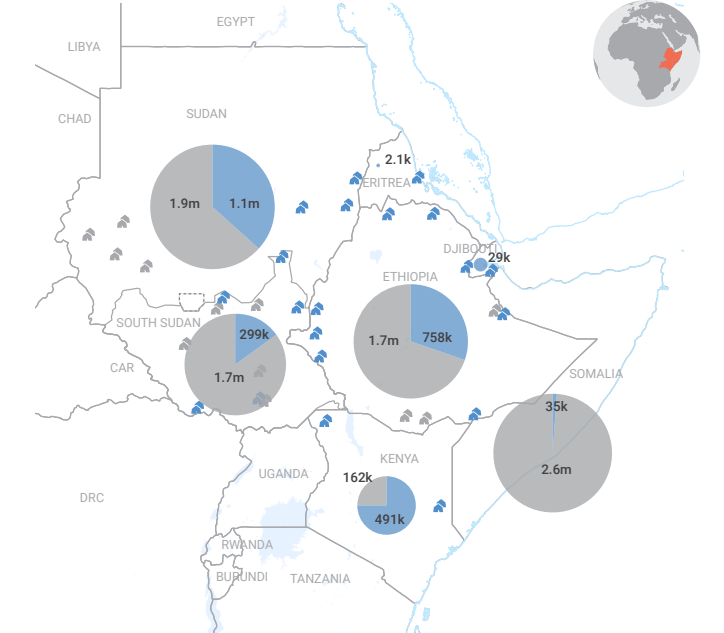 EGYPT
LIBYA
CHAD
SUDAN
2.1k
ERITREA
1.9m
1.1m
DJIBOUTI
29k
ETHIOPIA
SOUTH SUDAN
299k
1.7m
758k
CAR
1.7m
SOMALIA
35k
KENYA
2.6m
UGANDA
162k
DRC
491k
RWANDA
BURUNDI
TANZANIA